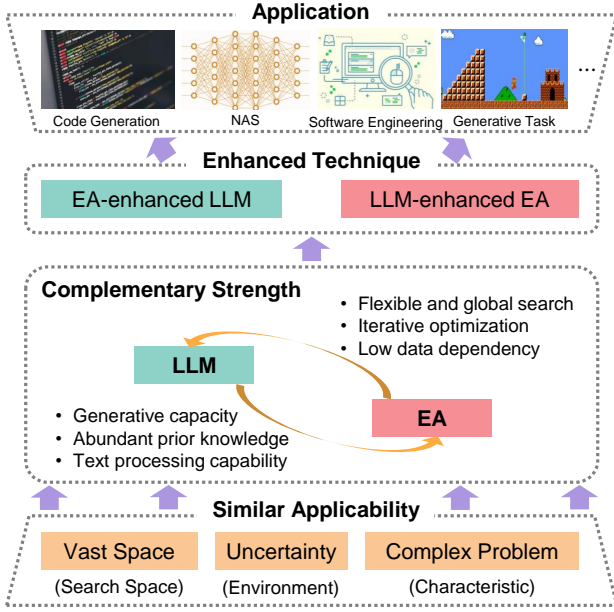 Application
Code Generation
NAS
Software Engineering
Generative Task
...
Enhanced Technique
EA-enhanced LLM
LLM-enhanced EA
Complementary Strength
• Flexible and global search
• Iterative optimization
• Low data dependency
LLM
EA
• Generative capacity
• Abundant prior knowledge
• Text processing capability
Similar Applicability
Vast Space
Uncertainty
Complex Problem
(Search Space)
(Environment)
(Characteristic)